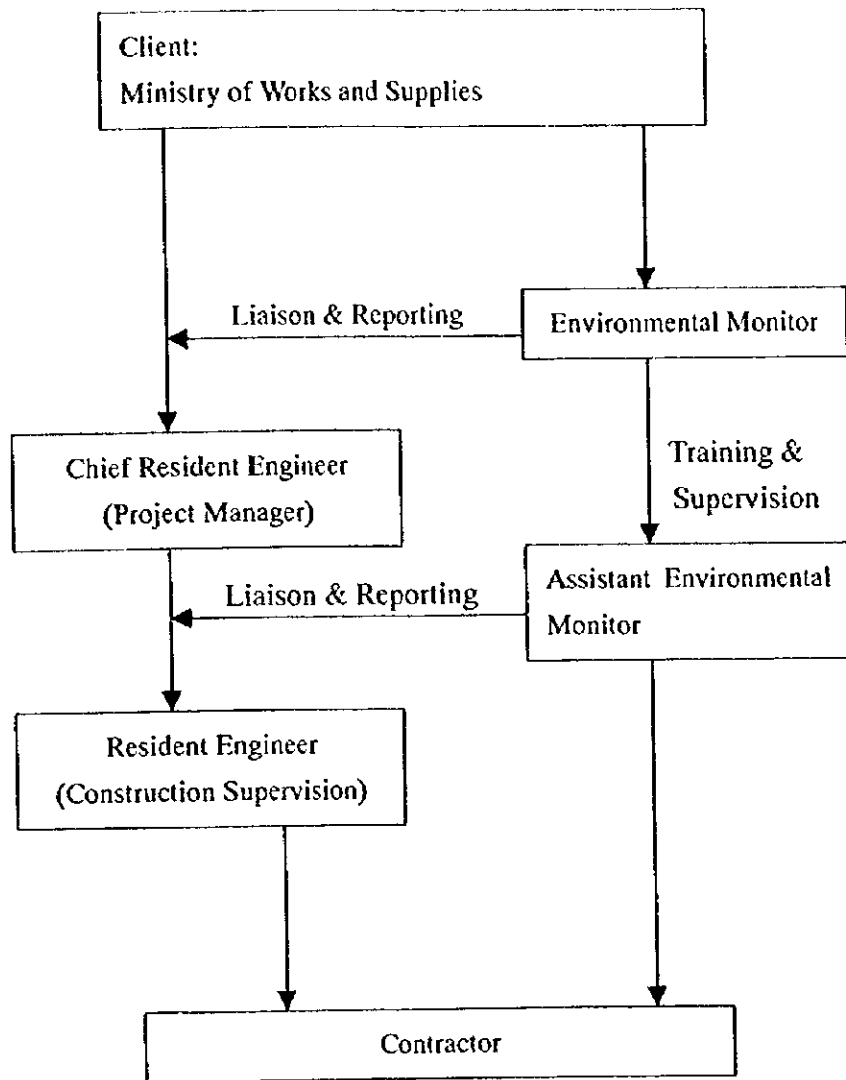 Client:
Ministry of Works and Supplies
Liaison & Reporting
Environmental Monitor
Chief Resident Engineer
(Project Manager)
Training &
Supervision
Liaison & Reporting
Assistant Environmental
Monitor
Resident Engineer
(Construction Supervision)
Contractor